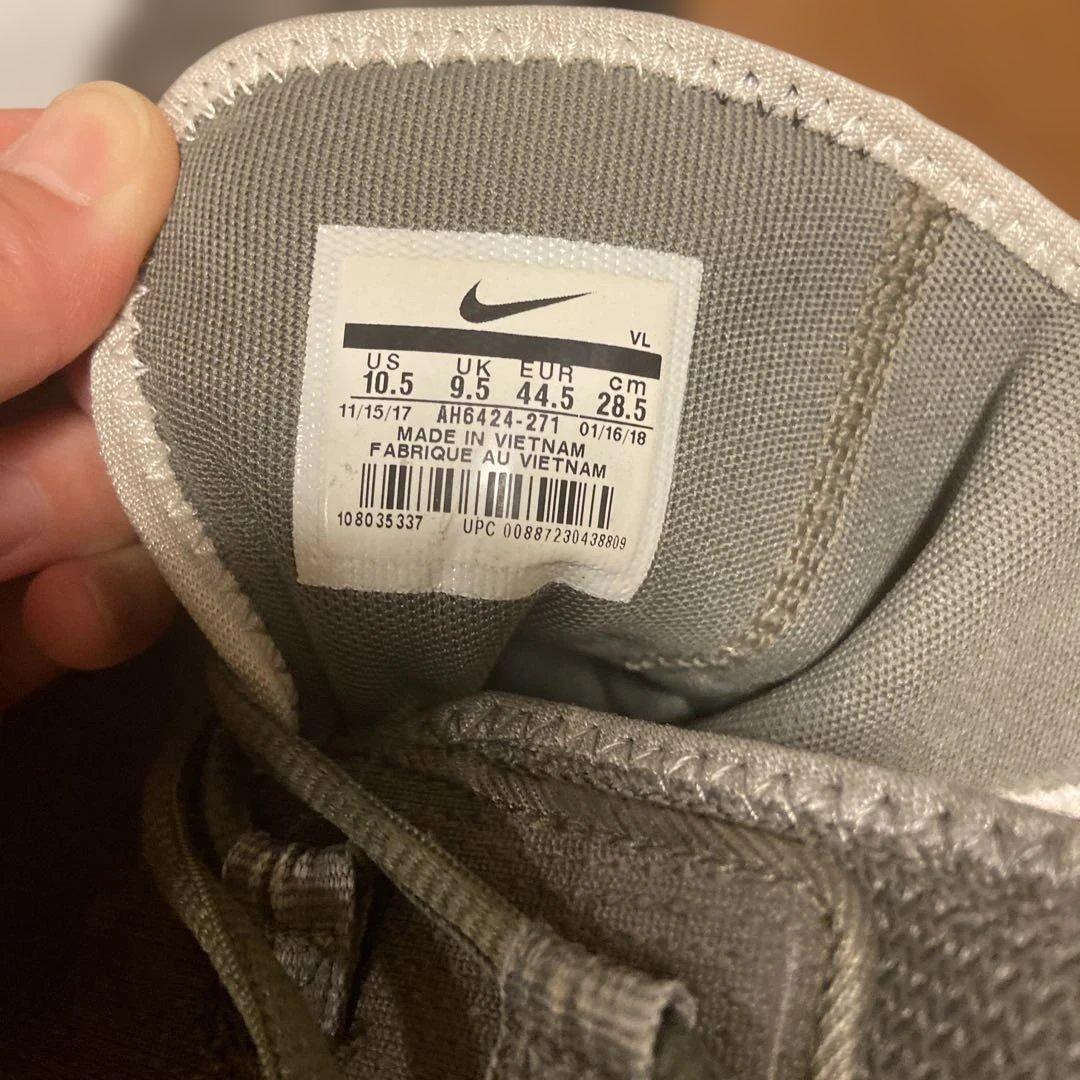 VL
US UK EUR cm
10.5 9.5 44.5 28.5
11/15/17 AH6424-271 01/16/18
MADE IN VIETNAM
FABRIQUE AU VIETNAM
108035337 UPC 00887230438809